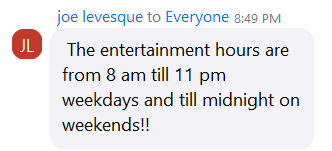 joe levesque to Everyone 8:49 PM
JL
The entertainment hours are
from 8 am till 11 pm
weekdays and till midnight on
weekends!!